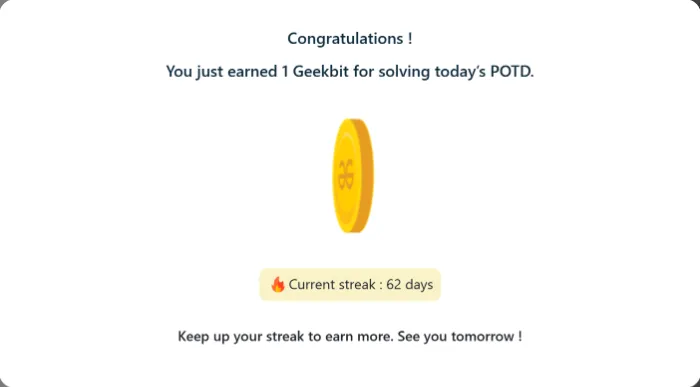 Congratulations !
You just earned 1 Geekbit for solving today's POTD.
🔥 Current streak : 62 days
Keep up your streak to earn more. See you tomorrow !